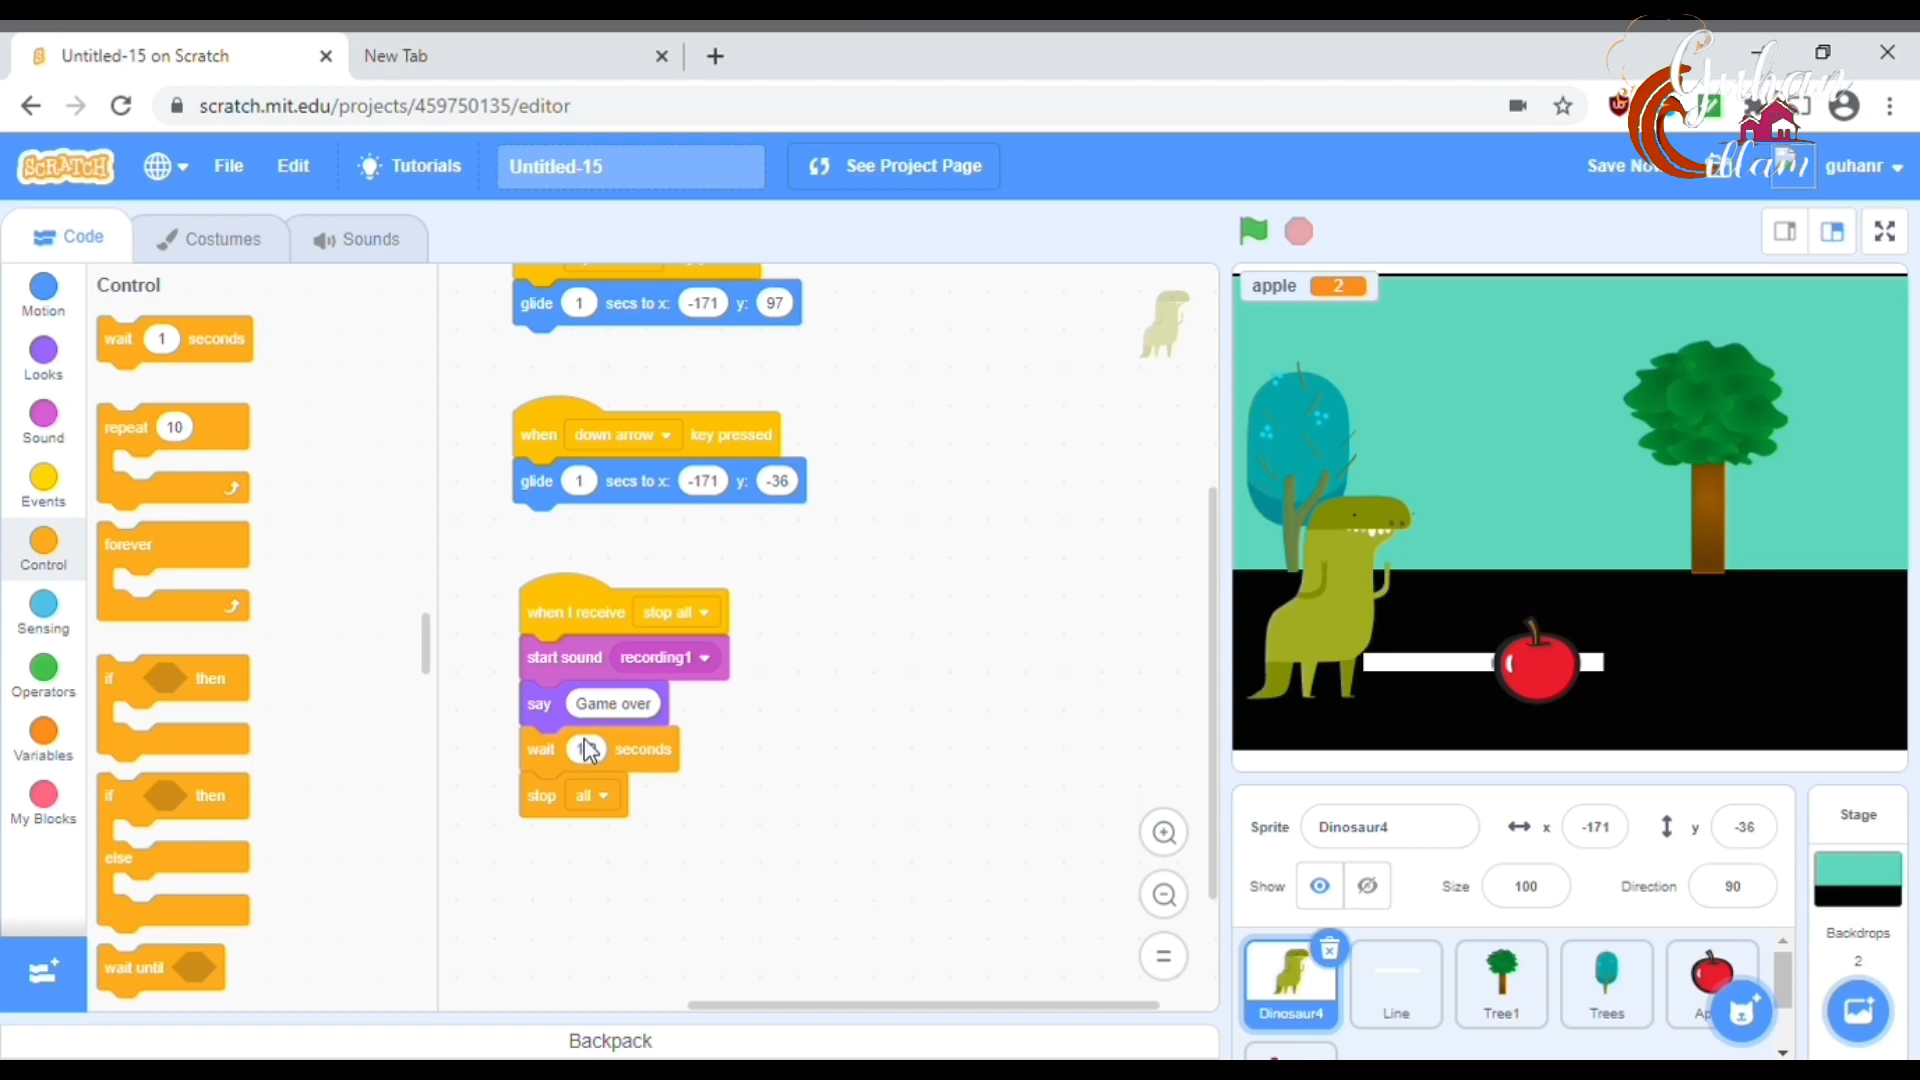 Untitled-15 on Scratch
New Tab
scratch.mit.edu/projects/459750135/editor
Guhan
illam
SCRATCH
File
Edit
Tutorials
Untitled-15
See Project Page
Save Now
guhanr
Code
Costumes
Sounds
Motion
Looks
Sound
Events
Control
Sensing
Operators
Variables
My Blocks
Control
wait 1 seconds
repeat 10
forever
if then
if then
else
wait until
glide 1 secs to x: -171 y: 97
when down arrow key pressed
glide 1 secs to x: -171 y: -36
when I receive stop all
start sound recording1
say Game over
wait seconds
stop all
apple 2
Sprite Dinosaur4 x -171 y -36
Show Size 100 Direction 90
Dinosaur4
Line
Tree1
Trees
Stage
Backdrops
2
Backpack